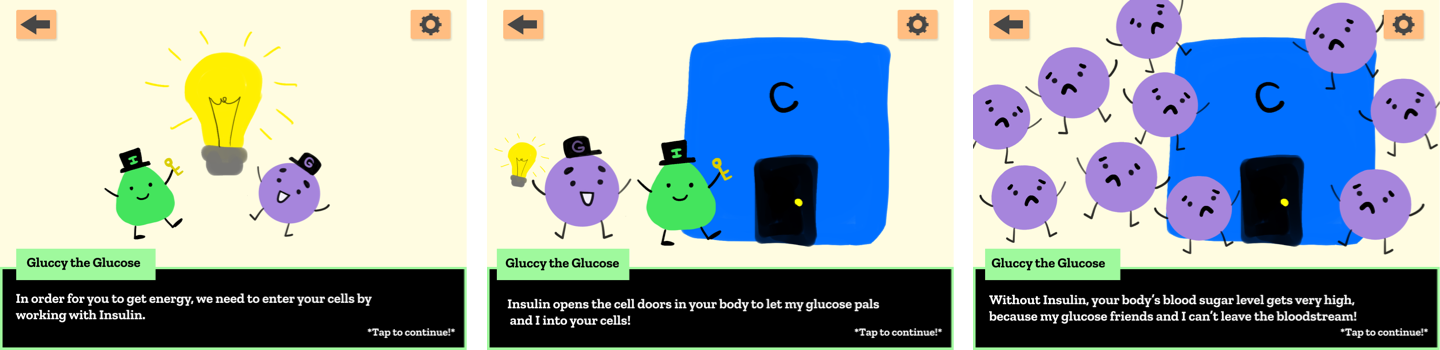 I
G
Gluccy the Glucose
In order for you to get energy, we need to enter your cells by
working with Insulin.
*Tap to continue!*
C
G
I
Gluccy the Glucose
Insulin opens the cell doors in your body to let my glucose pals
and I into your cells!
*Tap to continue!*
C
Gluccy the Glucose
Without Insulin, your body's blood sugar level gets very high,
because my glucose friends and I can't leave the bloodstream!
*Tap to continue!*